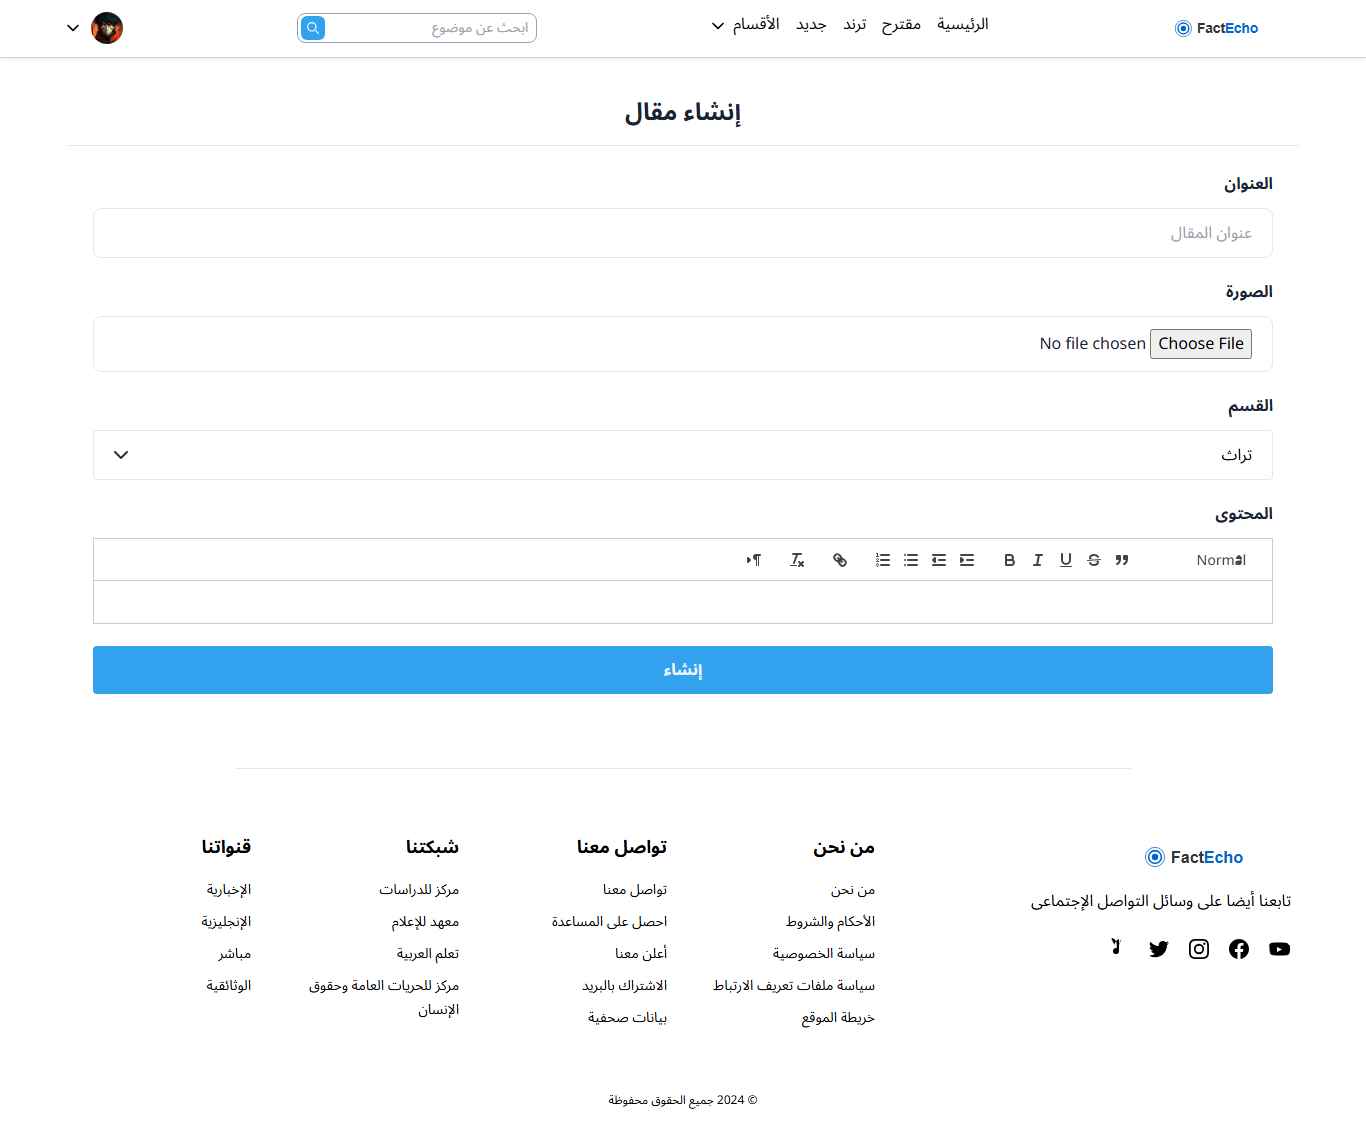 FactEcho
الرئيسية
مقترح
ترند
جديد
الأقسام
ابحث عن موضوع
إنشاء مقال
العنوان
عنوان المقال
الصورة
Choose File No file chosen
القسم
تراث
المحتوى
Normal
إنشاء
FactEcho
تابعنا أيضا على وسائل التواصل الإجتماعى
من نحن
من نحن
الأحكام والشروط
سياسة الخصوصية
سياسة ملفات تعريف الارتباط
خريطة الموقع
تواصل معنا
تواصل معنا
احصل على المساعدة
أعلن معنا
الاشتراك بالبريد
بيانات صحفية
شبكتنا
مركز للدراسات
معهد للإعلام
تعلم العربية
مركز للحريات العامة وحقوق
الإنسان
قنواتنا
الإخبارية
الإنجليزية
مباشر
الوثائقية
© 2024 جميع الحقوق محفوظة